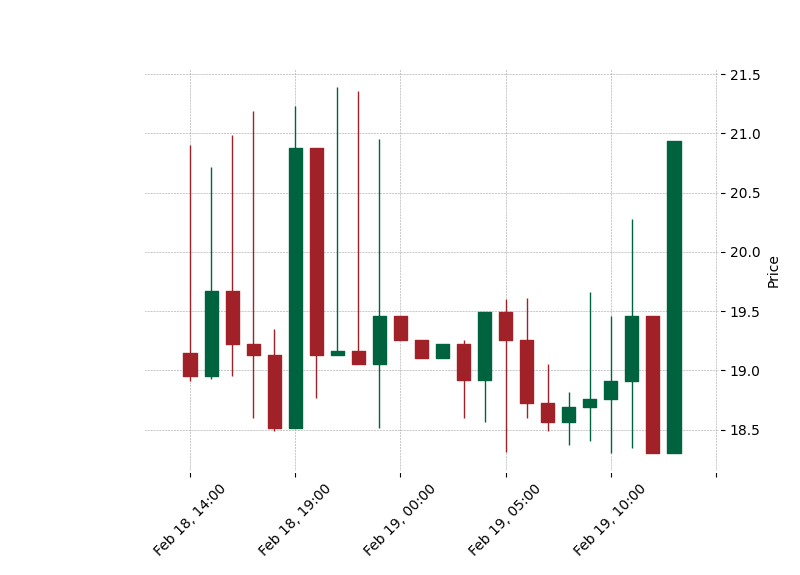 21.5
21.0
20.5
20.0
19.5
19.0
18.5
Price
Feb 18, 14:00
Feb 18, 19:00
Feb 19, 00:00
Feb 19, 05:00
Feb 19, 10:00